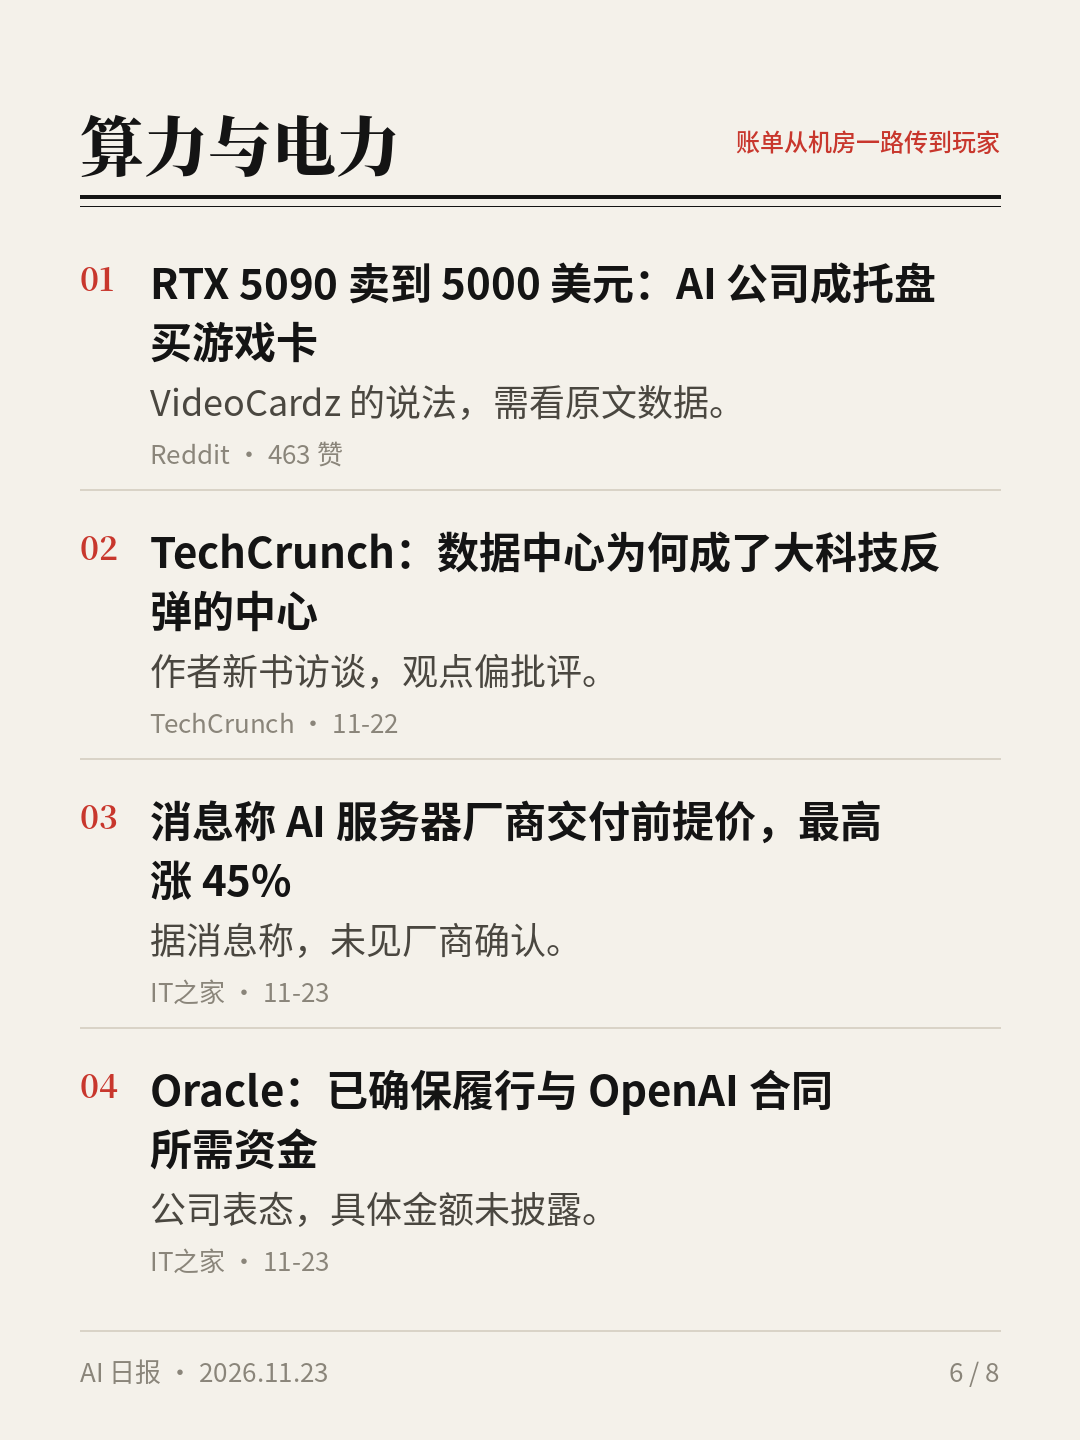 算力与电力
账单从机房一路传到玩家
01
RTX 5090 卖到 5000 美元：AI 公司成托盘
买游戏卡
VideoCardz 的说法，需看原文数据。
Reddit · 463 赞
02
TechCrunch：数据中心为何成了大科技反
弹的中心
作者新书访谈，观点偏批评。
TechCrunch · 11-22
03
消息称 AI 服务器厂商交付前提价，最高
涨 45%
据消息称，未见厂商确认。
IT之家 · 11-23
04
Oracle：已确保履行与 OpenAI 合同
所需资金
公司表态，具体金额未披露。
IT之家 · 11-23
AI 日报 · 2026.11.23
6 / 8